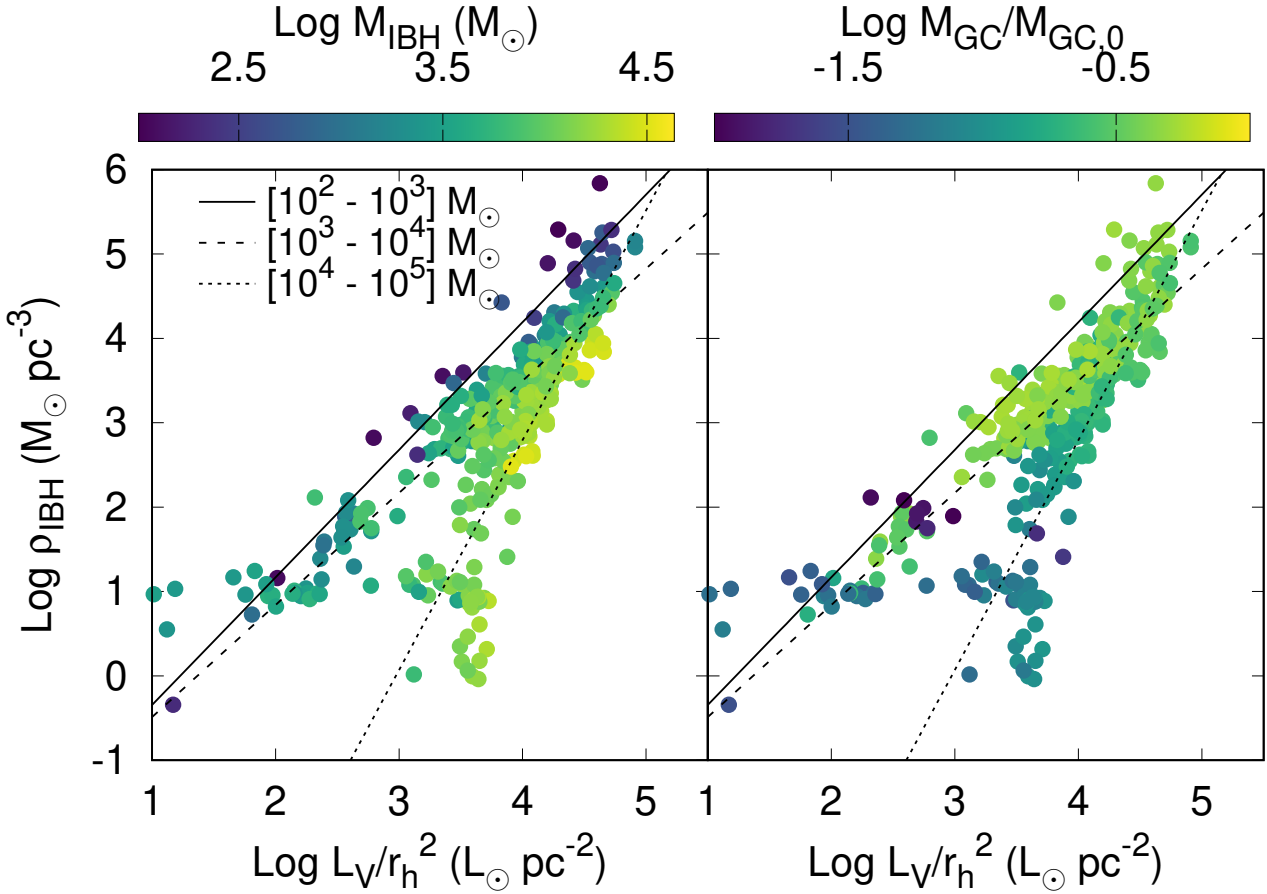 Log M_IBH (M_☉)
Log M_GC/M_GC,0
2.5 3.5 4.5
-1.5 -0.5
[10^2 - 10^3] M_☉
[10^3 - 10^4] M_☉
[10^4 - 10^5] M_☉
6
5
4
3
2
1
0
-1
Log ρ_IBH (M_☉ pc^-3)
1 2 3 4 5
1 2 3 4 5
Log L_V/r_h^2 (L_☉ pc^-2)
Log L_V/r_h^2 (L_☉ pc^-2)